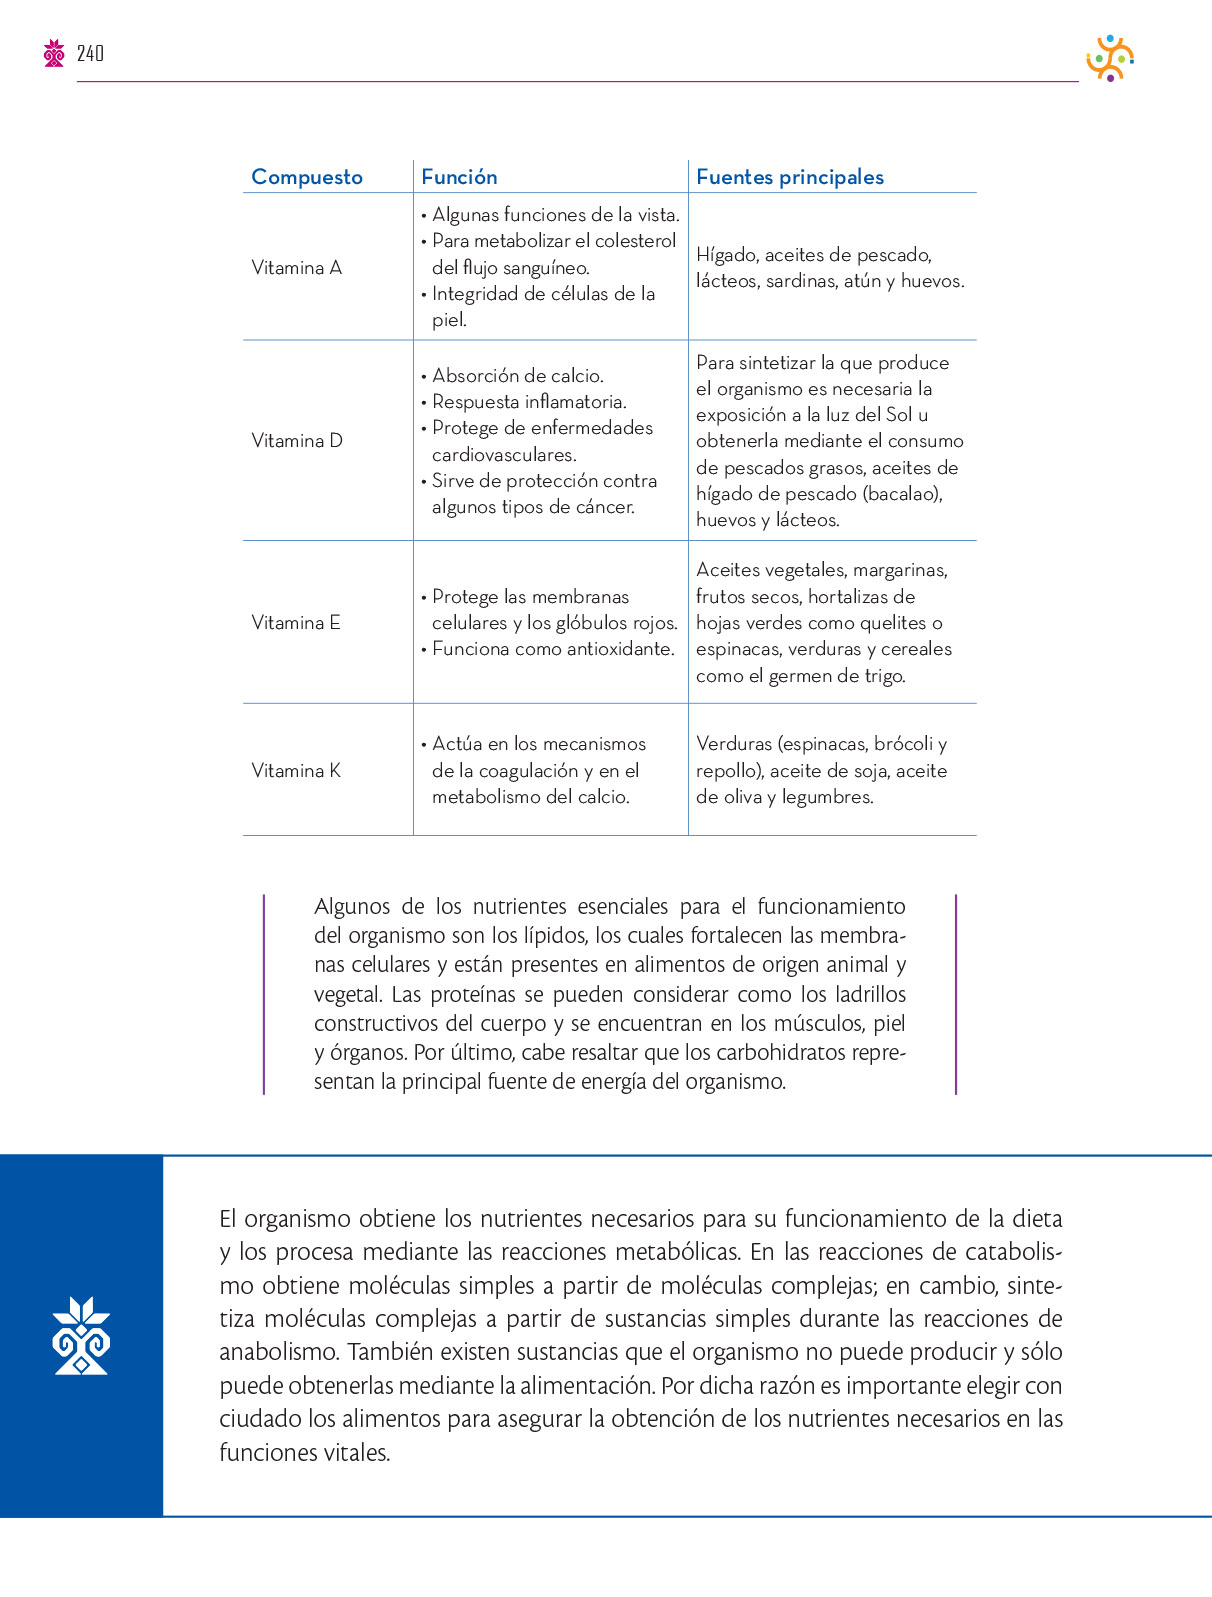 240
Compuesto
Función
Fuentes principales
Vitamina A
• Algunas funciones de la vista.
• Para metabolizar el colesterol
del flujo sanguíneo.
• Integridad de células de la
piel.
Hígado, aceites de pescado,
lácteos, sardinas, atún y huevos.
Vitamina D
• Absorción de calcio.
• Respuesta inflamatoria.
• Protege de enfermedades
cardiovasculares.
• Sirve de protección contra
algunos tipos de cáncer.
Para sintetizar la que produce
el organismo es necesaria la
exposición a la luz del Sol u
obtenerla mediante el consumo
de pescados grasos, aceites de
hígado de pescado (bacalao),
huevos y lácteos.
Vitamina E
• Protege las membranas
celulares y los glóbulos rojos.
• Funciona como antioxidante.
Aceites vegetales, margarinas,
frutos secos, hortalizas de
hojas verdes como quelites o
espinacas, verduras y cereales
como el germen de trigo.
Vitamina K
• Actúa en los mecanismos
de la coagulación y en el
metabolismo del calcio.
Verduras (espinacas, brócoli y
repollo), aceite de soja, aceite
de oliva y legumbres.
Algunos de los nutrientes esenciales para el funcionamiento
del organismo son los lípidos, los cuales fortalecen las membra-
nas celulares y están presentes en alimentos de origen animal y
vegetal. Las proteínas se pueden considerar como los ladrillos
constructivos del cuerpo y se encuentran en los músculos, piel
y órganos. Por último, cabe resaltar que los carbohidratos repre-
sentan la principal fuente de energía del organismo.
El organismo obtiene los nutrientes necesarios para su funcionamiento de la dieta
y los procesa mediante las reacciones metabólicas. En las reacciones de catabolis-
mo obtiene moléculas simples a partir de moléculas complejas; en cambio, sinte-
tiza moléculas complejas a partir de sustancias simples durante las reacciones de
anabolismo. También existen sustancias que el organismo no puede producir y sólo
puede obtenerlas mediante la alimentación. Por dicha razón es importante elegir con
ciudado los alimentos para asegurar la obtención de los nutrientes necesarios en las
funciones vitales.